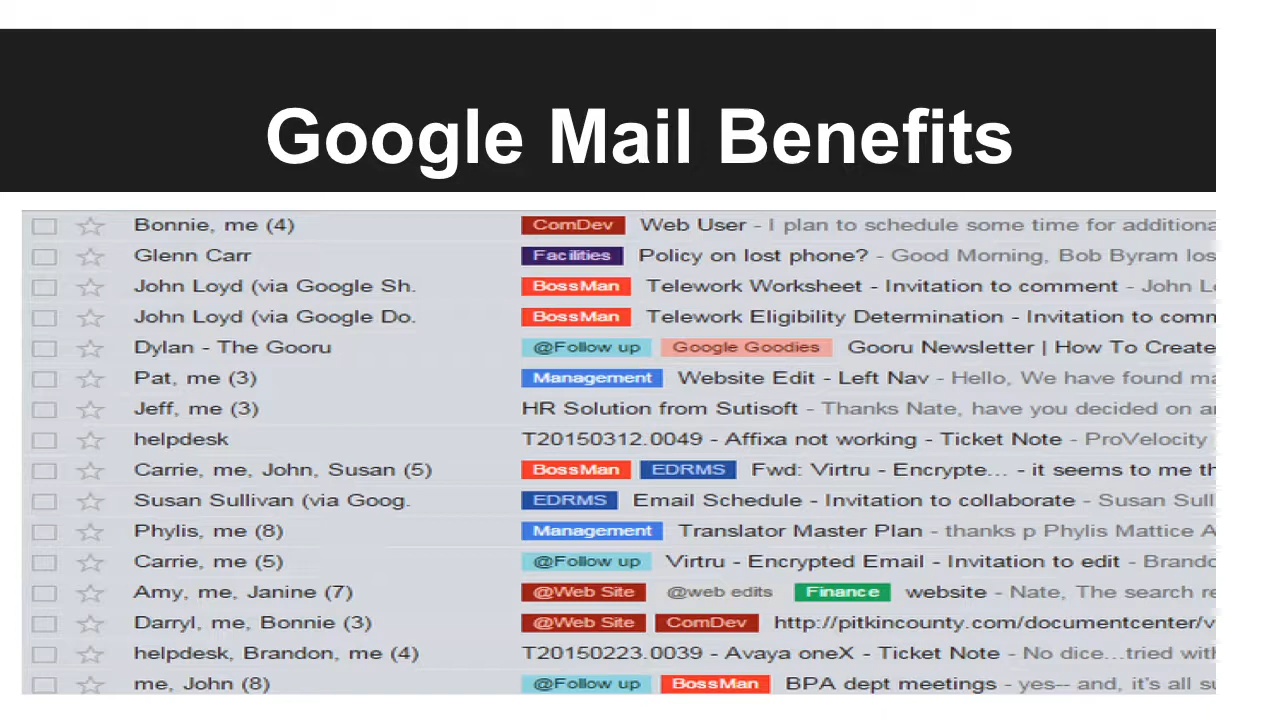 Google Mail Benefits
Bonnie, me (4) ComDev Web User - I plan to schedule some time for additiona
Glenn Carr Facilities Policy on lost phone? - Good Morning, Bob Byram los
John Loyd (via Google Sh. BossMan Telework Worksheet - Invitation to comment - John Lo
John Loyd (via Google Do. BossMan Telework Eligibility Determination - Invitation to comm
Dylan - The Gooru @Follow up Google Goodies Gooru Newsletter | How To Create
Pat, me (3) Management Website Edit - Left Nav - Hello, We have found ma
Jeff, me (3) HR Solution from Sutisoft - Thanks Nate, have you decided on an
helpdesk T20150312.0049 - Affixa not working - Ticket Note - ProVelocity
Carrie, me, John, Susan (5) BossMan EDRMS Fwd: Virtru - Encrypte... - it seems to me th
Susan Sullivan (via Goog. EDRMS Email Schedule - Invitation to collaborate - Susan Sull
Phylis, me (8) Management Translator Master Plan - thanks p Phylis Mattice A
Carrie, me (5) @Follow up Virtru - Encrypted Email - Invitation to edit - Brando
Amy, me, Janine (7) @Web Site @web edits Finance website - Nate, The search re
Darryl, me, Bonnie (3) @Web Site ComDev http://pitkincounty.com/documentcenter/v
helpdesk, Brandon, me (4) T20150223.0039 - Avaya oneX - Ticket Note - No dice...tried with
me, John (8) @Follow up BossMan BPA dept meetings - yes-- and, it's all su